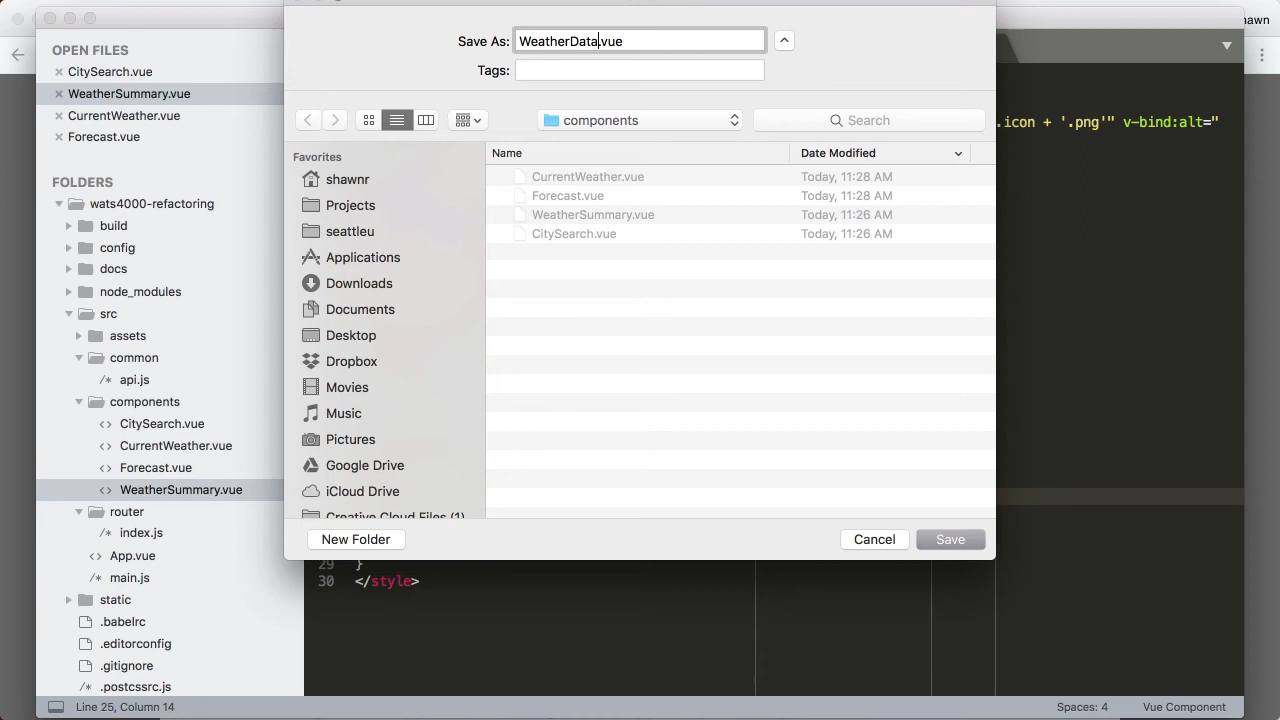 hawn
OPEN FILES
CitySearch.vue
WeatherSummary.vue
CurrentWeather.vue
Forecast.vue
FOLDERS
wats4000-refactoring
build
config
docs
node_modules
src
assets
common
/* api.js
components
<> CitySearch.vue
<> CurrentWeather.vue
<> Forecast.vue
<> WeatherSummary.vue
router
/* index.js
<> App.vue
/* main.js
static
.babelrc
.editorconfig
.gitignore
/* .postcssrc.js
Save As: WeatherData.vue
Tags:
components
Search
Favorites
shawnr
Projects
seattleu
Applications
Downloads
Documents
Desktop
Dropbox
Movies
Music
Pictures
Google Drive
iCloud Drive
Creative Cloud Files (1)
Name Date Modified
CurrentWeather.vue Today, 11:28 AM
Forecast.vue Today, 11:28 AM
WeatherSummary.vue Today, 11:26 AM
CitySearch.vue Today, 11:26 AM
New Folder Cancel Save
.icon + '.png'" v-bind:alt="
29 }
30 </style>
Line 25, Column 14 Spaces: 4 Vue Component